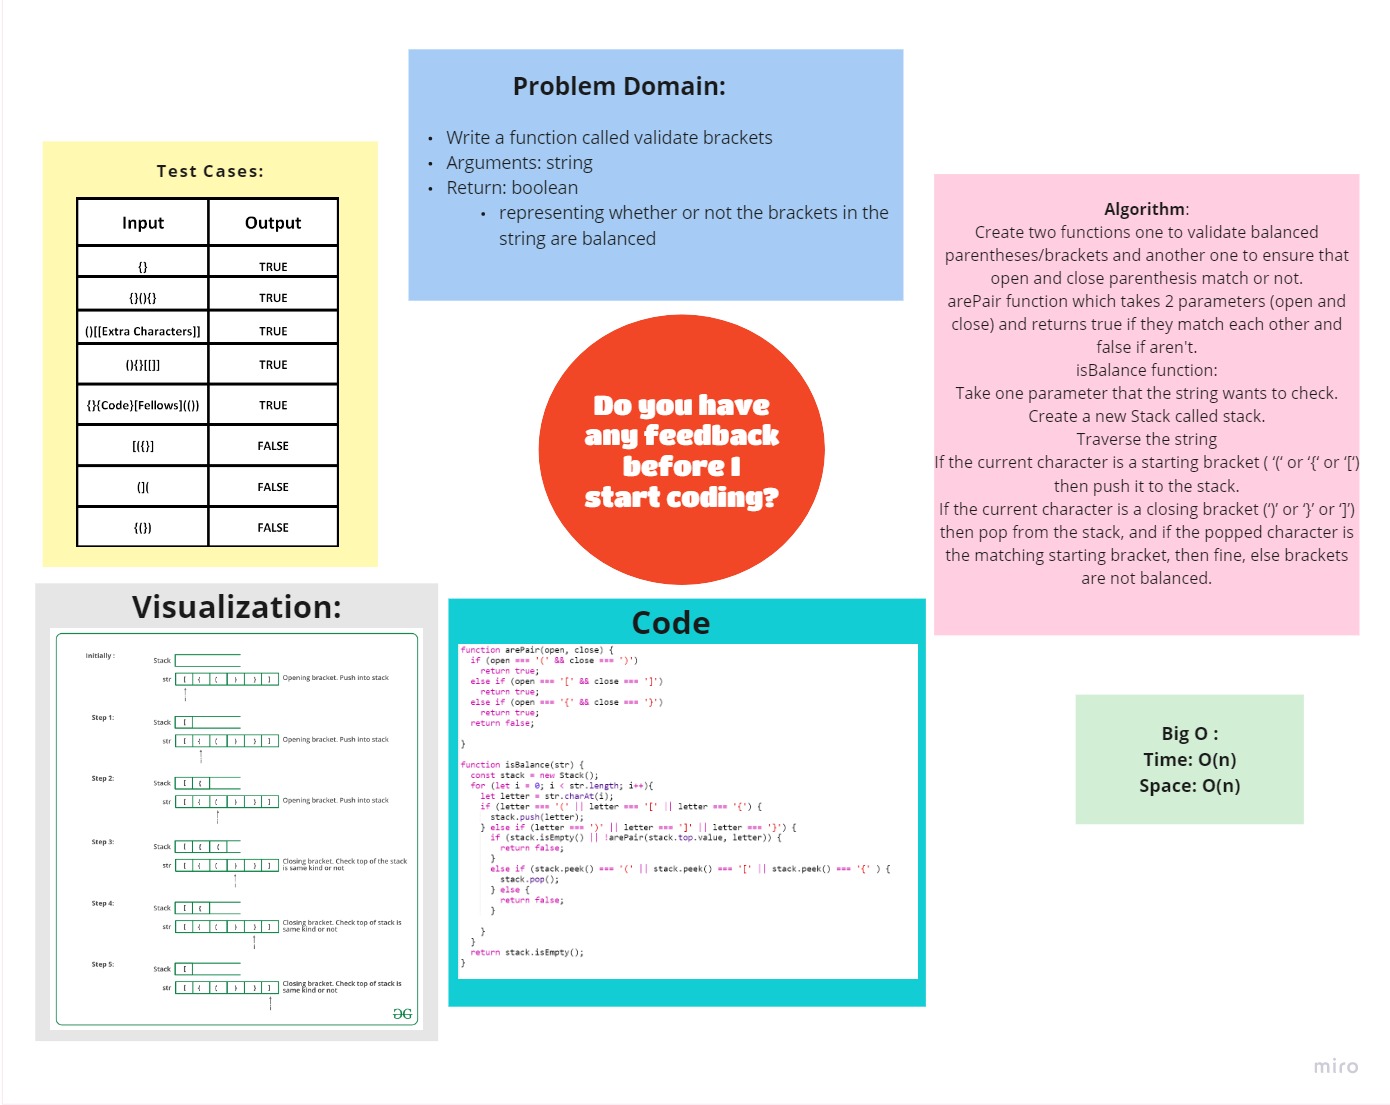 Problem Domain:
• Write a function called validate brackets
• Arguments: string
• Return: boolean
• representing whether or not the brackets in the
string are balanced
Test Cases:
Input Output
{} TRUE
{}(){} TRUE
()[[Extra Characters]] TRUE
(){}[[]] TRUE
{}{Code}[Fellows](()) TRUE
[({}] FALSE
(]( FALSE
{(}) FALSE
Do you have
any feedback
before I
start coding?
Algorithm:
Create two functions one to validate balanced
parentheses/brackets and another one to ensure that
open and close parenthesis match or not.
arePair function which takes 2 parameters (open and
close) and returns true if they match each other and
false if aren't.
isBalance function:
Take one parameter that the string wants to check.
Create a new Stack called stack.
Traverse the string
If the current character is a starting bracket ( ‘(‘ or ‘{‘ or ‘[‘)
then push it to the stack.
If the current character is a closing bracket (‘)’ or ‘}’ or ‘]’)
then pop from the stack, and if the popped character is
the matching starting bracket, then fine, else brackets
are not balanced.
Visualization:
Initially :
Stack
str [ { ( ) } ] Opening bracket. Push into stack
Step 1:
Stack [
str [ { ( ) } ] Opening bracket. Push into stack
Step 2:
Stack [ {
str [ { ( ) } ] Opening bracket. Push into stack
Step 3:
Stack [ { (
str [ { ( ) } ] Closing bracket. Check top of the stack
is same kind or not
Step 4:
Stack [ {
str [ { ( ) } ] Closing bracket. Check top of stack is
same kind or not
Step 5:
Stack [
str [ { ( ) } ] Closing bracket. Check top of stack is
same kind or not
Code
function arePair(open, close) {
if (open === '(' && close === ')')
return true;
else if (open === '[' && close === ']')
return true;
else if (open === '{' && close === '}')
return true;
return false;
}
function isBalance(str) {
const stack = new Stack();
for (let i = 0; i < str.length; i++){
let letter = str.charAt(i);
if (letter === '(' || letter === '[' || letter === '{') {
stack.push(letter);
} else if (letter === ')' || letter === ']' || letter === '}') {
if (stack.isEmpty() || !arePair(stack.top.value, letter)) {
return false;
}
else if (stack.peek() === '(' || stack.peek() === '[' || stack.peek() === '{' ) {
stack.pop();
} else {
return false;
}
}
}
return stack.isEmpty();
}
Big O :
Time: O(n)
Space: O(n)
miro